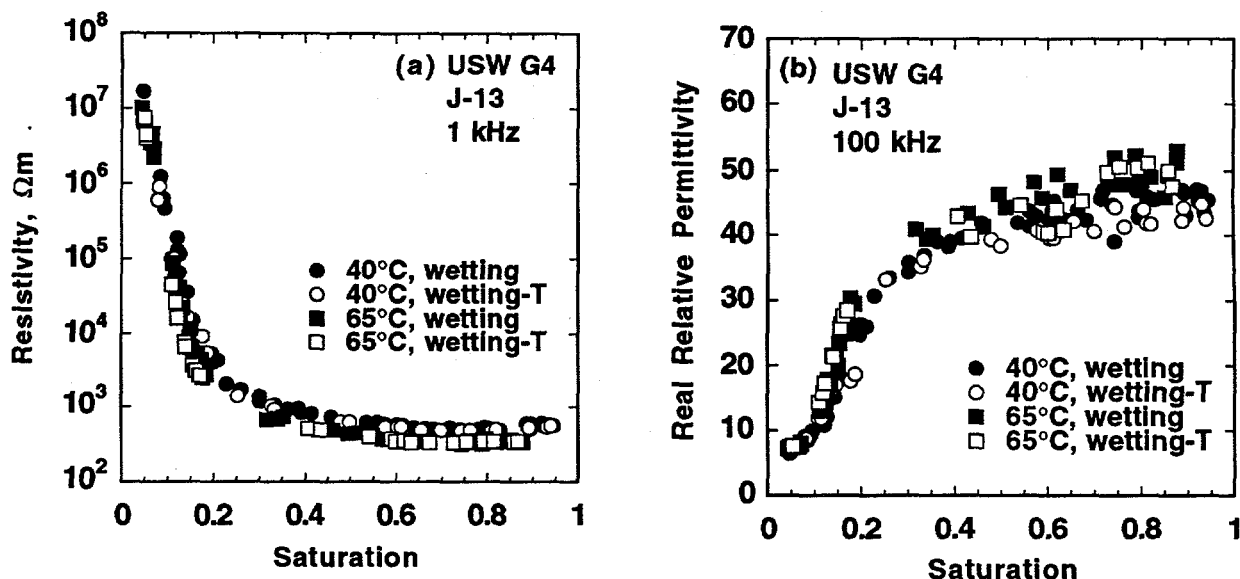 10^8
10^7
10^6
10^5
10^4
10^3
10^2
Resistivity, Ωm
(a) USW G4
J-13
1 kHz
40°C, wetting
40°C, wetting-T
65°C, wetting
65°C, wetting-T
0 0.2 0.4 0.6 0.8 1
Saturation
70
60
50
40
30
20
10
0
Real Relative Permittivity
(b) USW G4
J-13
100 kHz
40°C, wetting
40°C, wetting-T
65°C, wetting
65°C, wetting-T
0 0.2 0.4 0.6 0.8 1
Saturation